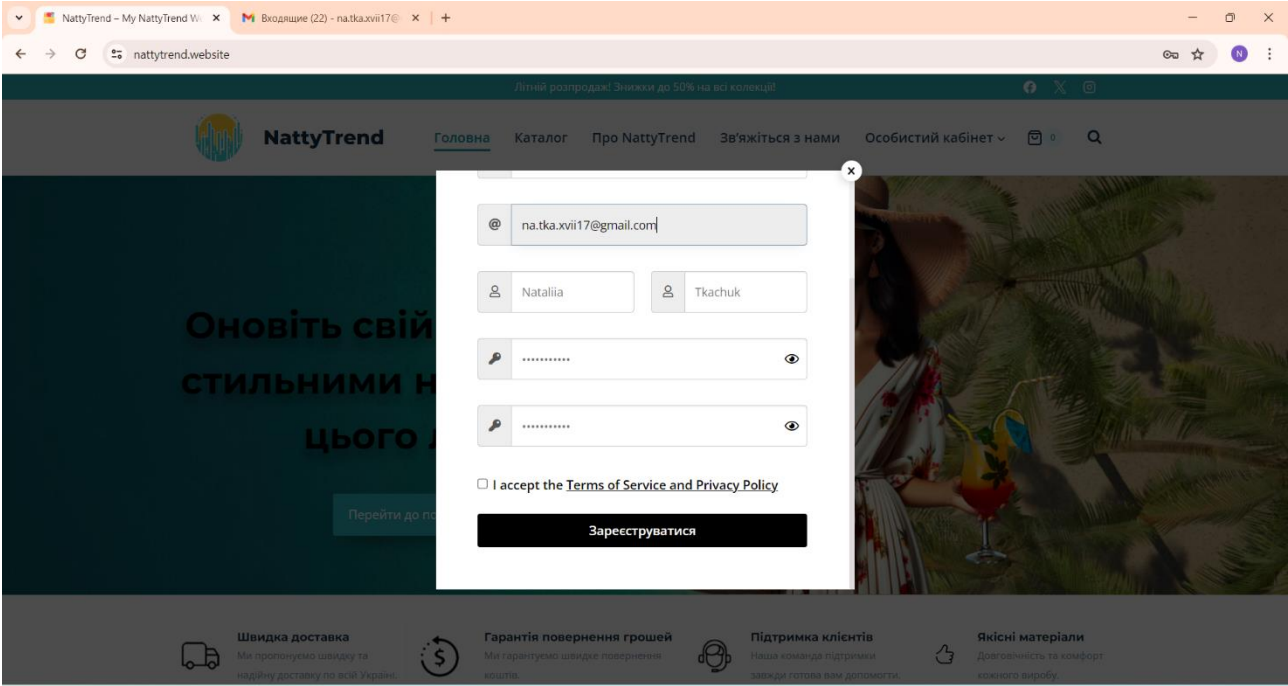 NattyTrend – My NattyTrend W
Входящие (22) - na.tka.xvii17@
nattytrend.website
N
Літній розпродаж! Знижки до 50% на всі колекції!
NattyTrend
Головна
Каталог
Про NattyTrend
Зв'яжіться з нами
Особистий кабінет
0
@ na.tka.xvii17@gmail.com
Nataliia
Tkachuk
I accept the Terms of Service and Privacy Policy
Зареєструватися
Оновіть свій
стильними н
цього
Перейти до по
Швидка доставка
Ми пропонуємо швидку та
надійну доставку по всій Україні.
Гарантія повернення грошей
Ми гарантуємо швидке повернення
коштів.
Підтримка клієнтів
Наша команда підтримки
завжди готова вам допомогти.
Якісні матеріали
Довговічність та комфорт
кожного виробу.